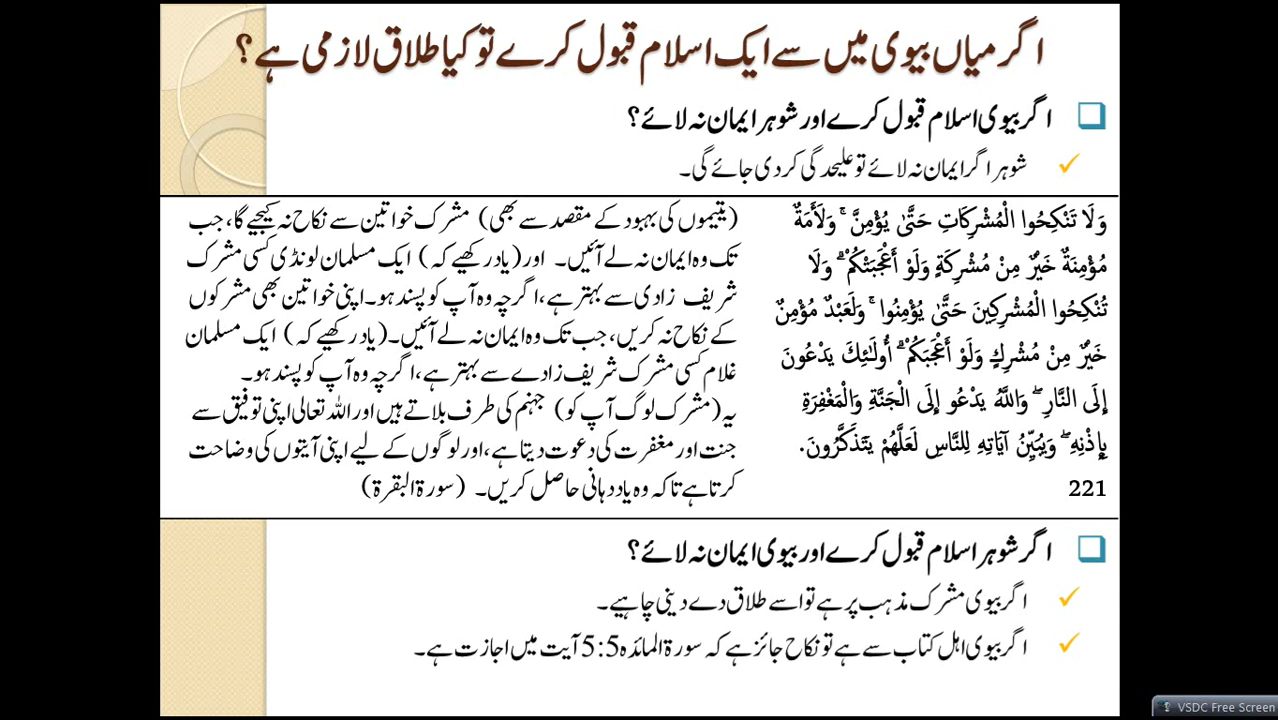 اگر میاں بیوی میں سے ایک اسلام قبول کرے تو کیا طلاق لازمی ہے؟
اگر بیوی اسلام قبول کرے اور شوہر ایمان نہ لائے؟
شوہر اگر ایمان نہ لائے تو علیحدگی کر دی جائے گی۔
وَلَا تَنْكِحُوا الْمُشْرِكَاتِ حَتَّىٰ يُؤْمِنَّ ۚ وَلَأَمَةٌ
مُؤْمِنَةٌ خَيْرٌ مِنْ مُشْرِكَةٍ وَلَوْ أَعْجَبَتْكُمْ ۗ وَلَا
تُنْكِحُوا الْمُشْرِكِينَ حَتَّىٰ يُؤْمِنُوا ۚ وَلَعَبْدٌ مُؤْمِنٌ
خَيْرٌ مِنْ مُشْرِكٍ وَلَوْ أَعْجَبَكُمْ ۗ أُولَـٰئِكَ يَدْعُونَ
إِلَى النَّارِ ۖ وَاللَّهُ يَدْعُو إِلَى الْجَنَّةِ وَالْمَغْفِرَةِ
بِإِذْنِهِ ۖ وَيُبَيِّنُ آيَاتِهِ لِلنَّاسِ لَعَلَّهُمْ يَتَذَكَّرُونَ.
221
(یتیموں کی بہبود کے مقصد سے بھی) مشرک خواتین سے نکاح نہ کیجیے گا، جب
تک وہ ایمان نہ لے آئیں۔ اور (یاد رکھیے کہ) ایک مسلمان لونڈی کسی مشرک
شریف زادی سے بہتر ہے، اگرچہ وہ آپ کو پسند ہو۔ اپنی خواتین بھی مشرکوں
کے نکاح نہ کریں، جب تک وہ ایمان نہ لے آئیں۔ (یاد رکھیے کہ) ایک مسلمان
غلام کسی مشرک شریف زادے سے بہتر ہے، اگرچہ وہ آپ کو پسند ہو۔
یہ (مشرک لوگ آپ کو) جہنم کی طرف بلاتے ہیں اور اللہ تعالی اپنی توفیق سے
جنت اور مغفرت کی دعوت دیتا ہے، اور لوگوں کے لیے اپنی آیتوں کی وضاحت
کرتا ہے تاکہ وہ یاد دہانی حاصل کریں۔ (سورۃ البقرۃ)
اگر شوہر اسلام قبول کرے اور بیوی ایمان نہ لائے؟
اگر بیوی مشرک مذہب پر ہے تو اسے طلاق دے دینی چاہیے۔
اگر بیوی اہل کتاب سے ہے تو نکاح جائز ہے کہ سورۃ المائدہ 5:5 آیت میں اجازت ہے۔
VSDC Free Screen